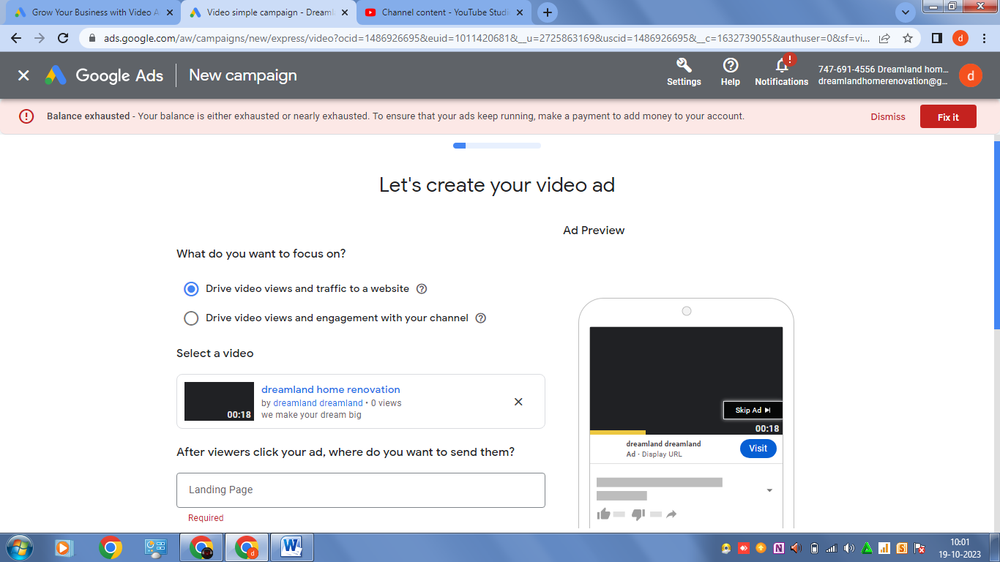 Grow Your Business with Video A
Video simple campaign - Dreaml
Channel content - YouTube Studi
ads.google.com/aw/campaigns/new/express/video?ocid=1486926695&euid=1011420681&__u=2725863169&uscid=1486926695&__c=1632739055&authuser=0&sf=vi...
d
Google Ads
New campaign
Settings
Help
Notifications
!
747-691-4556 Dreamland hom...
dreamlandhomerenovation@g...
d
Balance exhausted - Your balance is either exhausted or nearly exhausted. To ensure that your ads keep running, make a payment to add money to your account.
Dismiss
Fix it
Let's create your video ad
Ad Preview
What do you want to focus on?
Drive video views and traffic to a website
Drive video views and engagement with your channel
Select a video
dreamland home renovation
by dreamland dreamland • 0 views
we make your dream big
00:18
After viewers click your ad, where do you want to send them?
Landing Page
Required
Skip Ad
00:18
dreamland dreamland
Ad · Display URL
Visit
10:01
19-10-2023